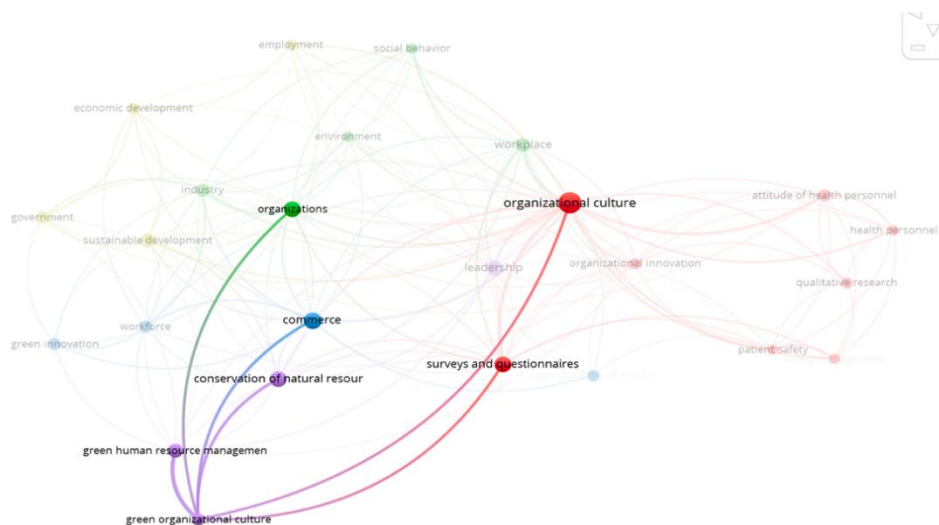 employment
social behavior
economic development
environment
workplace
industry
organizations
organizational culture
attitude of health personnel
government
health personnel
sustainable development
leadership
organizational innovation
qualitative research
commerce
workforce
green innovation
patient safety
surveys and questionnaires
conservation of natural resour
green human resource managemen
green organizational culture